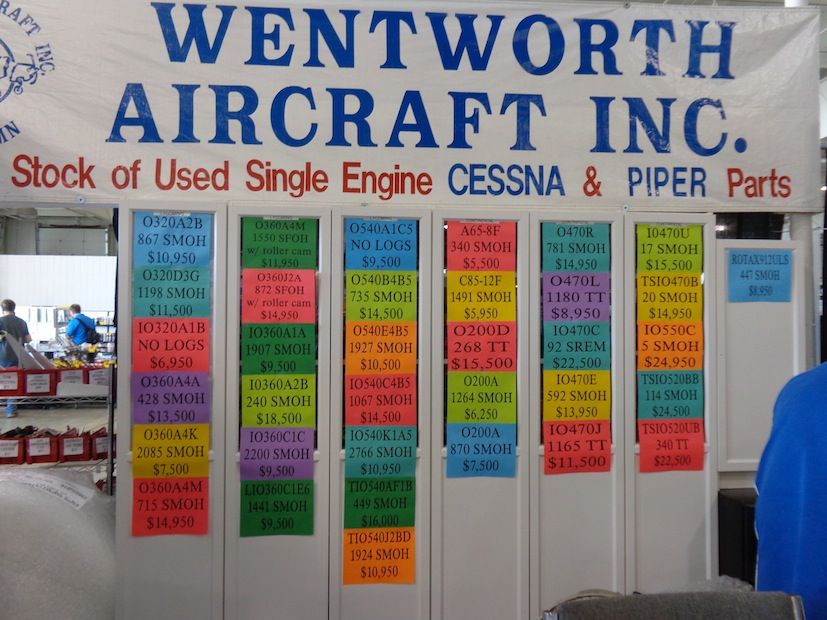 WENTWORTH
AIRCRAFT INC.
Stock of Used Single Engine CESSNA & PIPER Parts
O320A2B
867 SMOH
$10,950
O320D3G
1198 SMOH
$11,500
IO320A1B
NO LOGS
$6,950
O360A4A
428 SMOH
$13,500
O360A4K
2085 SMOH
$7,500
O360A4M
715 SMOH
$14,950
O360A4M
1550 SFOH
w/ roller cam
$11,950
O360J2A
872 SFOH
w/ roller cam
$14,950
IO360A1A
1907 SMOH
$9,500
I0360A2B
240 SMOH
$18,500
IO360C1C
2200 SMOH
$9,500
LIO360C1E6
1441 SMOH
$9,500
O540A1C5
NO LOGS
$9,500
O540B4B5
735 SMOH
$14,500
O540E4B5
1927 SMOH
$10,500
IO540C4B5
1067 SMOH
$14,500
IO540K1A5
2766 SMOH
$10,950
TIO540AF1B
449 SMOH
$16,000
TIO540J2BD
1924 SMOH
$10,950
A65-8F
340 SMOH
$5,500
C85-12F
1491 SMOH
$5,950
O200D
268 TT
$15,500
O200A
1264 SMOH
$6,250
O200A
870 SMOH
$7,500
O470R
781 SMOH
$14,950
O470L
1180 TT
$8,950
IO470C
92 SREM
$22,500
IO470E
592 SMOH
$13,950
IO470J
1165 TT
$11,500
I0470U
17 SMOH
$15,500
TSIO470B
20 SMOH
$14,950
IO550C
5 SMOH
$24,950
TSIO520BB
114 SMOH
$24,500
TSIO520UB
340 TT
$22,500
ROTAX912ULS
447 SMOH
$8,950